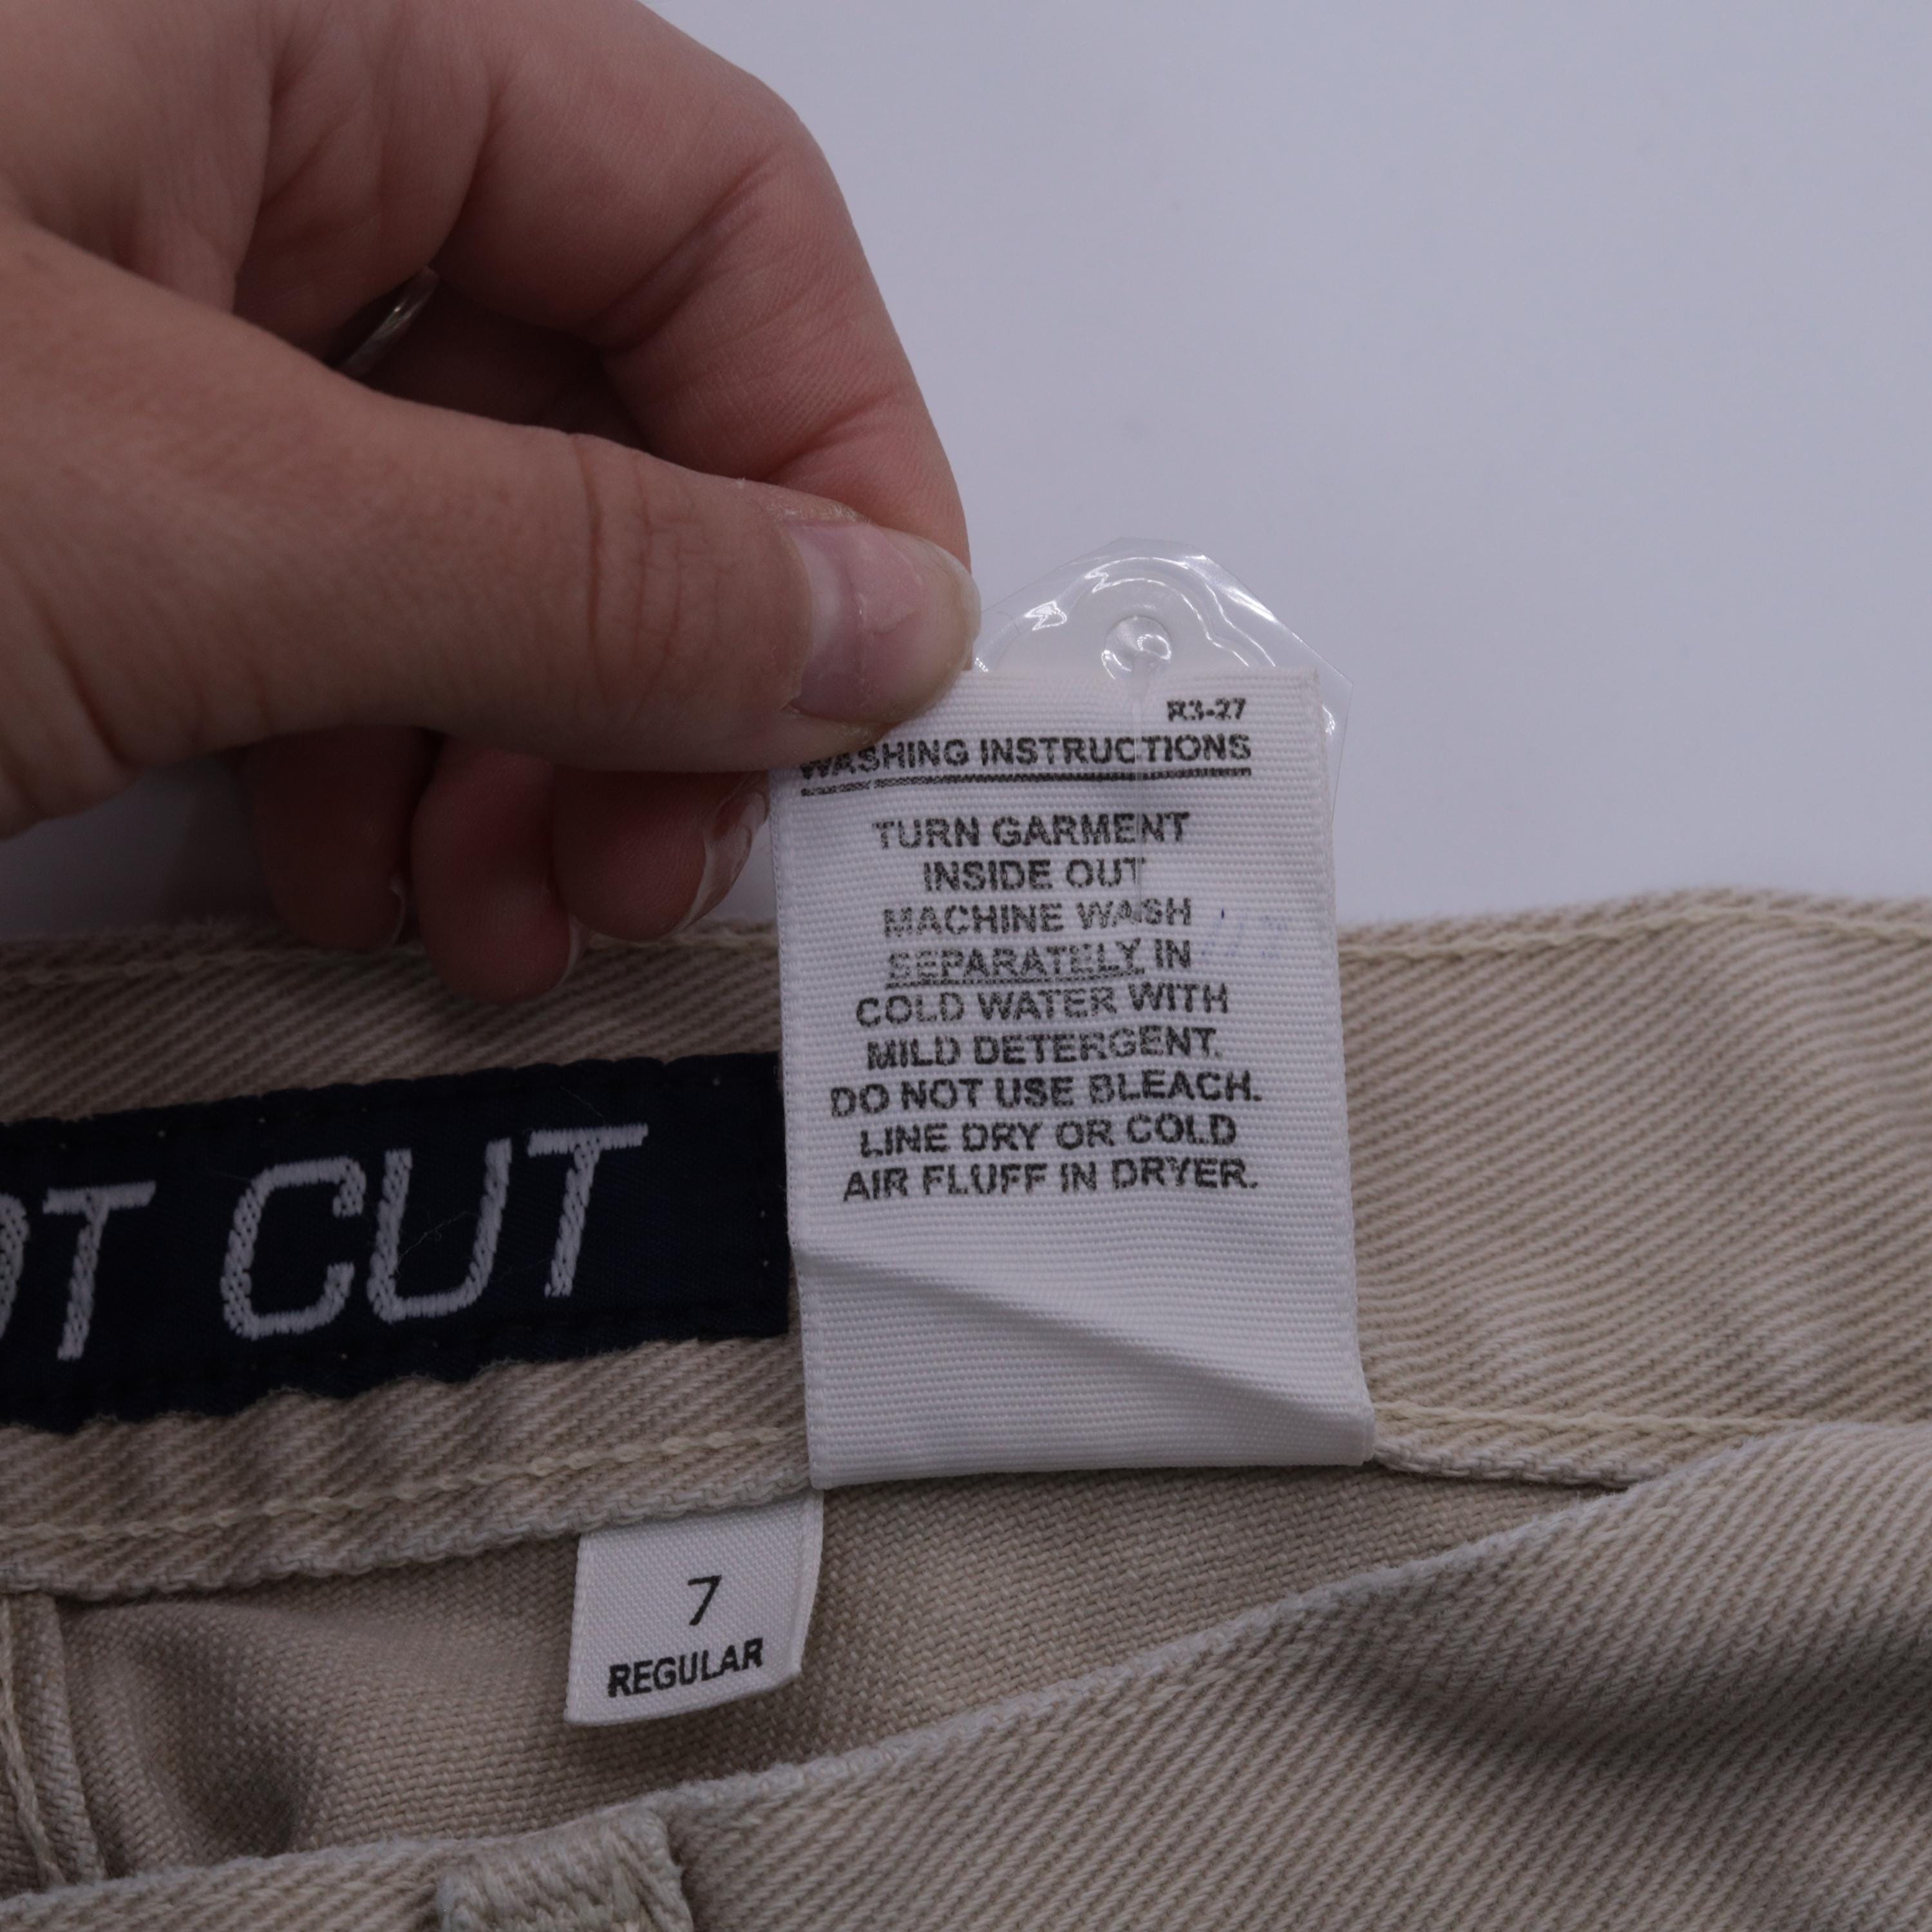 R3-27
WASHING INSTRUCTIONS
TURN GARMENT
INSIDE OUT
MACHINE WASH
SEPARATELY IN
COLD WATER WITH
MILD DETERGENT.
DO NOT USE BLEACH.
LINE DRY OR COLD
AIR FLUFF IN DRYER.
OT CUT
7
REGULAR